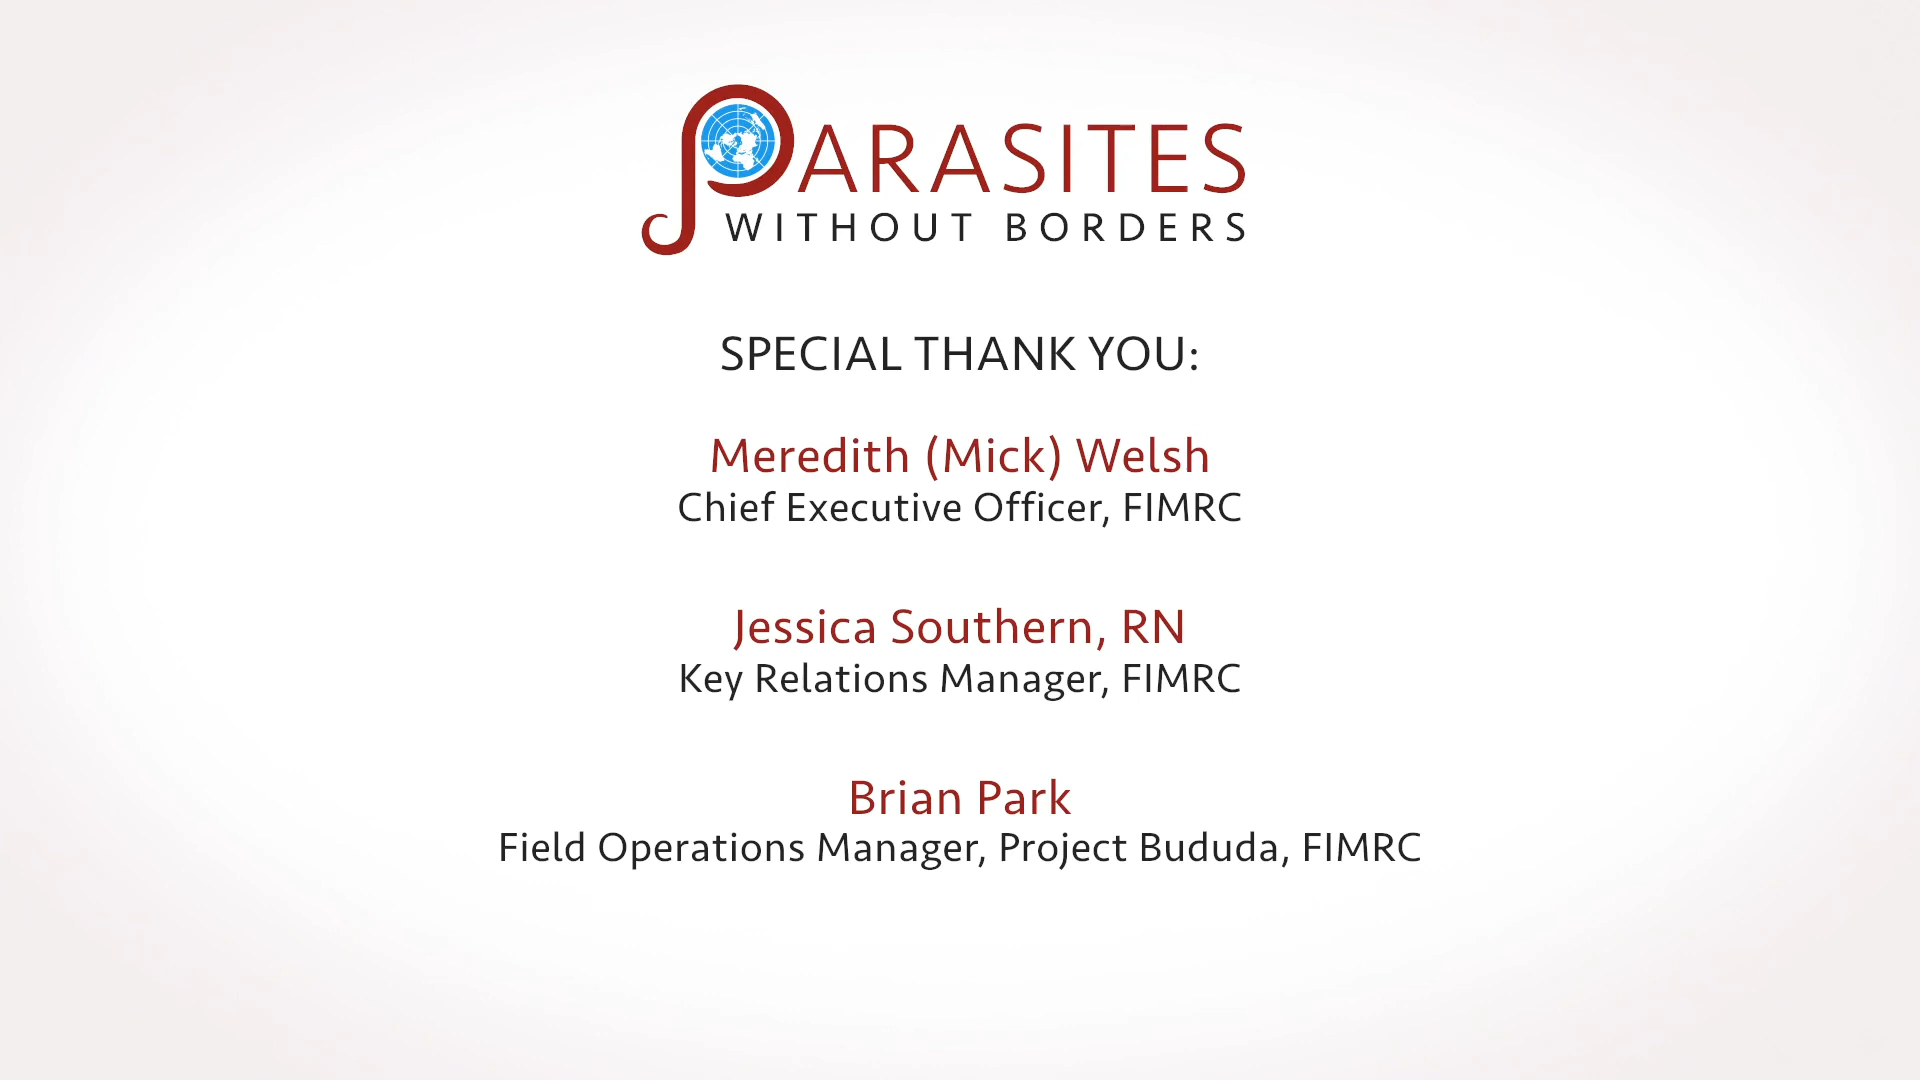 PARASITES
WITHOUT BORDERS
SPECIAL THANK YOU:
Meredith (Mick) Welsh
Chief Executive Officer, FIMRC
Jessica Southern, RN
Key Relations Manager, FIMRC
Brian Park
Field Operations Manager, Project Bududa, FIMRC